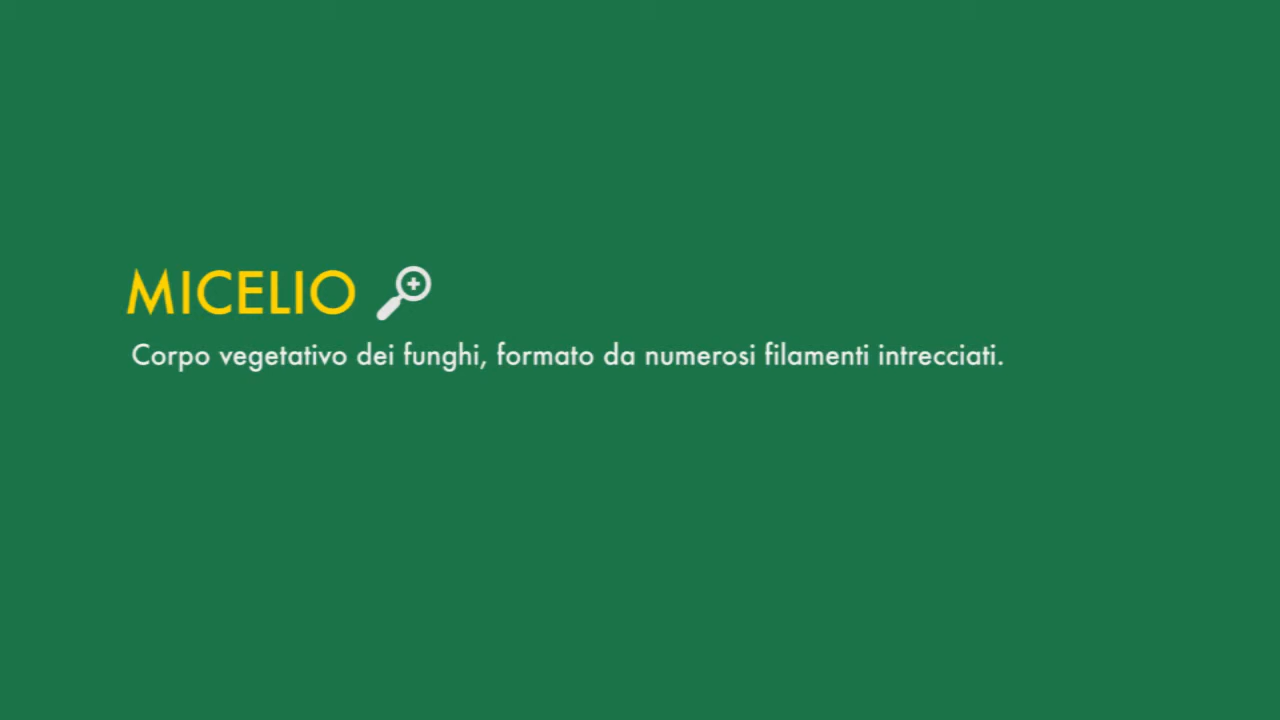 MICELIO
Corpo vegetativo dei funghi, formato da numerosi filamenti intrecciati.